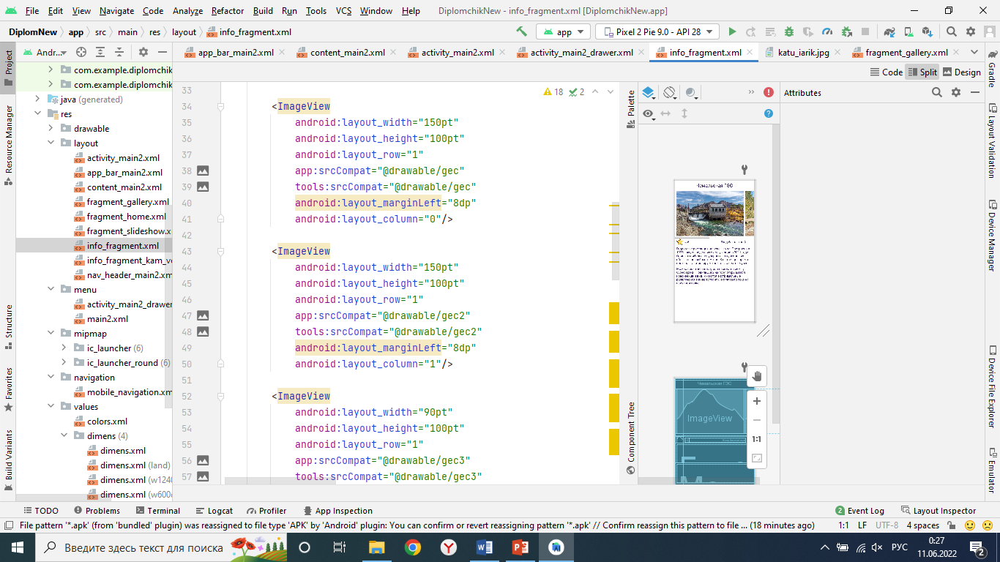 File Edit View Navigate Code Analyze Refactor Build Run Tools VCS Window Help DiplomchikNew - info_fragment.xml [DiplomchikNew.app]
DiplomNew app src main res layout info_fragment.xml app Pixel 2 Pie 9.0 - API 28
Andr... app_bar_main2.xml content_main2.xml activity_main2.xml activity_main2_drawer.xml info_fragment.xml katu_iarik.jpg fragment_gallery.xml
Code Split Design
Project
Resource Manager
Structure
Favorites
Build Variants
com.example.diplomchik
com.example.diplomchik
java (generated)
res
drawable
layout
activity_main2.xml
app_bar_main2.xml
content_main2.xml
fragment_gallery.xml
fragment_home.xml
fragment_slideshow.x
info_fragment.xml
info_fragment_kam_v
nav_header_main2.xm
menu
activity_main2_drawer
main2.xml
mipmap
ic_launcher (6)
ic_launcher_round (6)
navigation
mobile_navigation.xm
values
colors.xml
dimens (4)
dimens.xml
dimens.xml (land)
dimens.xml (w1240
dimens.xml (w600
18 2
33
34 <ImageView
35 android:layout_width="150pt"
36 android:layout_height="100pt"
37 android:layout_row="1"
38 app:srcCompat="@drawable/gec"
39 tools:srcCompat="@drawable/gec"
40 android:layout_marginLeft="8dp"
41 android:layout_column="0"/>
42
43 <ImageView
44 android:layout_width="150pt"
45 android:layout_height="100pt"
46 android:layout_row="1"
47 app:srcCompat="@drawable/gec2"
48 tools:srcCompat="@drawable/gec2"
49 android:layout_marginLeft="8dp"
50 android:layout_column="1"/>
51
52 <ImageView
53 android:layout_width="90pt"
54 android:layout_height="100pt"
55 android:layout_row="1"
56 app:srcCompat="@drawable/gec3"
57 tools:srcCompat="@drawable/gec3"
Palette
Component Tree
Attributes
Чемальская ГЭС
Чемальская ГЭС
ImageView
1:1
Gradle
Layout Validation
Device Manager
Device File Explorer
Emulator
TODO Problems Terminal Logcat Profiler App Inspection 2 Event Log Layout Inspector
File pattern '*.apk' (from 'bundled' plugin) was reassigned to file type 'APK' by 'Android' plugin: You can confirm or revert reassigning pattern '*.apk' // Confirm reassign this pattern to file ... (18 minutes ago) 1:1 LF UTF-8 4 spaces
Введите здесь текст для поиска РУС 0:27
11.06.2022 2